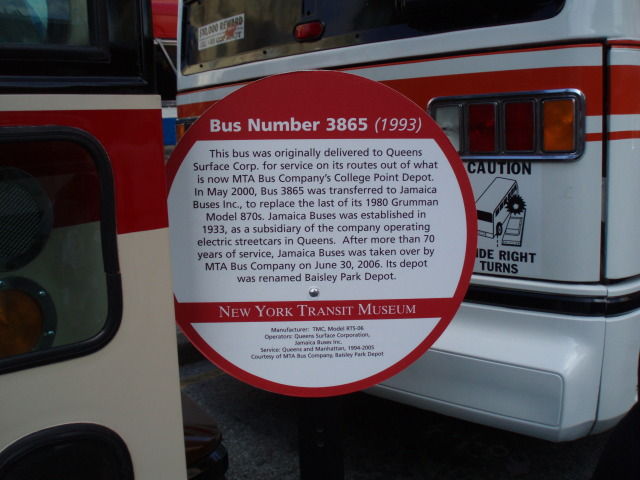 $10,000 REWARD
Bus Number 3865 (1993)
This bus was originally delivered to Queens
Surface Corp. for service on its routes out of what
is now MTA Bus Company's College Point Depot.
In May 2000, Bus 3865 was transferred to Jamaica
Buses Inc., to replace the last of its 1980 Grumman
Model 870s. Jamaica Buses was established in
1933, as a subsidiary of the company operating
electric streetcars in Queens. After more than 70
years of service, Jamaica Buses was taken over by
MTA Bus Company on June 30, 2006. Its depot
was renamed Baisley Park Depot.
NEW YORK TRANSIT MUSEUM
Manufacturer: TMC, Model RTS-06
Operators: Queens Surface Corporation,
Jamaica Buses Inc.
Service: Queens and Manhattan, 1994-2005
Courtesy of MTA Bus Company, Baisley Park Depot
CAUTION
RIGHT
TURNS